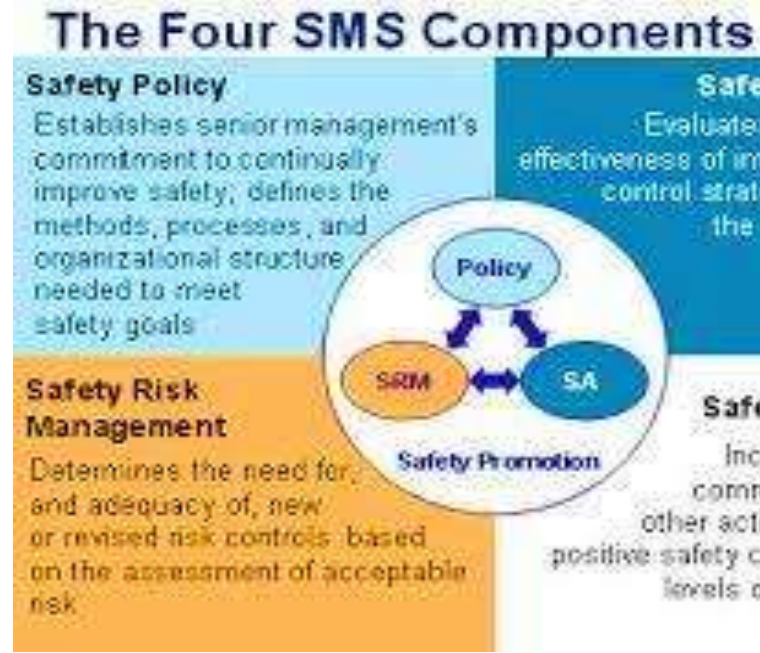 The Four SMS Components
Safety Policy
Establishes senior management's
commitment to continually
improve safety; defines the
methods, processes, and
organizational structure
needed to meet
safety goals
Safe
Evaluate
effectiveness of im
control strat
the
Policy
SRM
SA
Safety Promotion
Safety Risk
Management
Determines the need for,
and adequacy of, new
or revised risk controls based
on the assessment of acceptable
risk
Safe
Inc
comm
other act
positive safety c
levels o